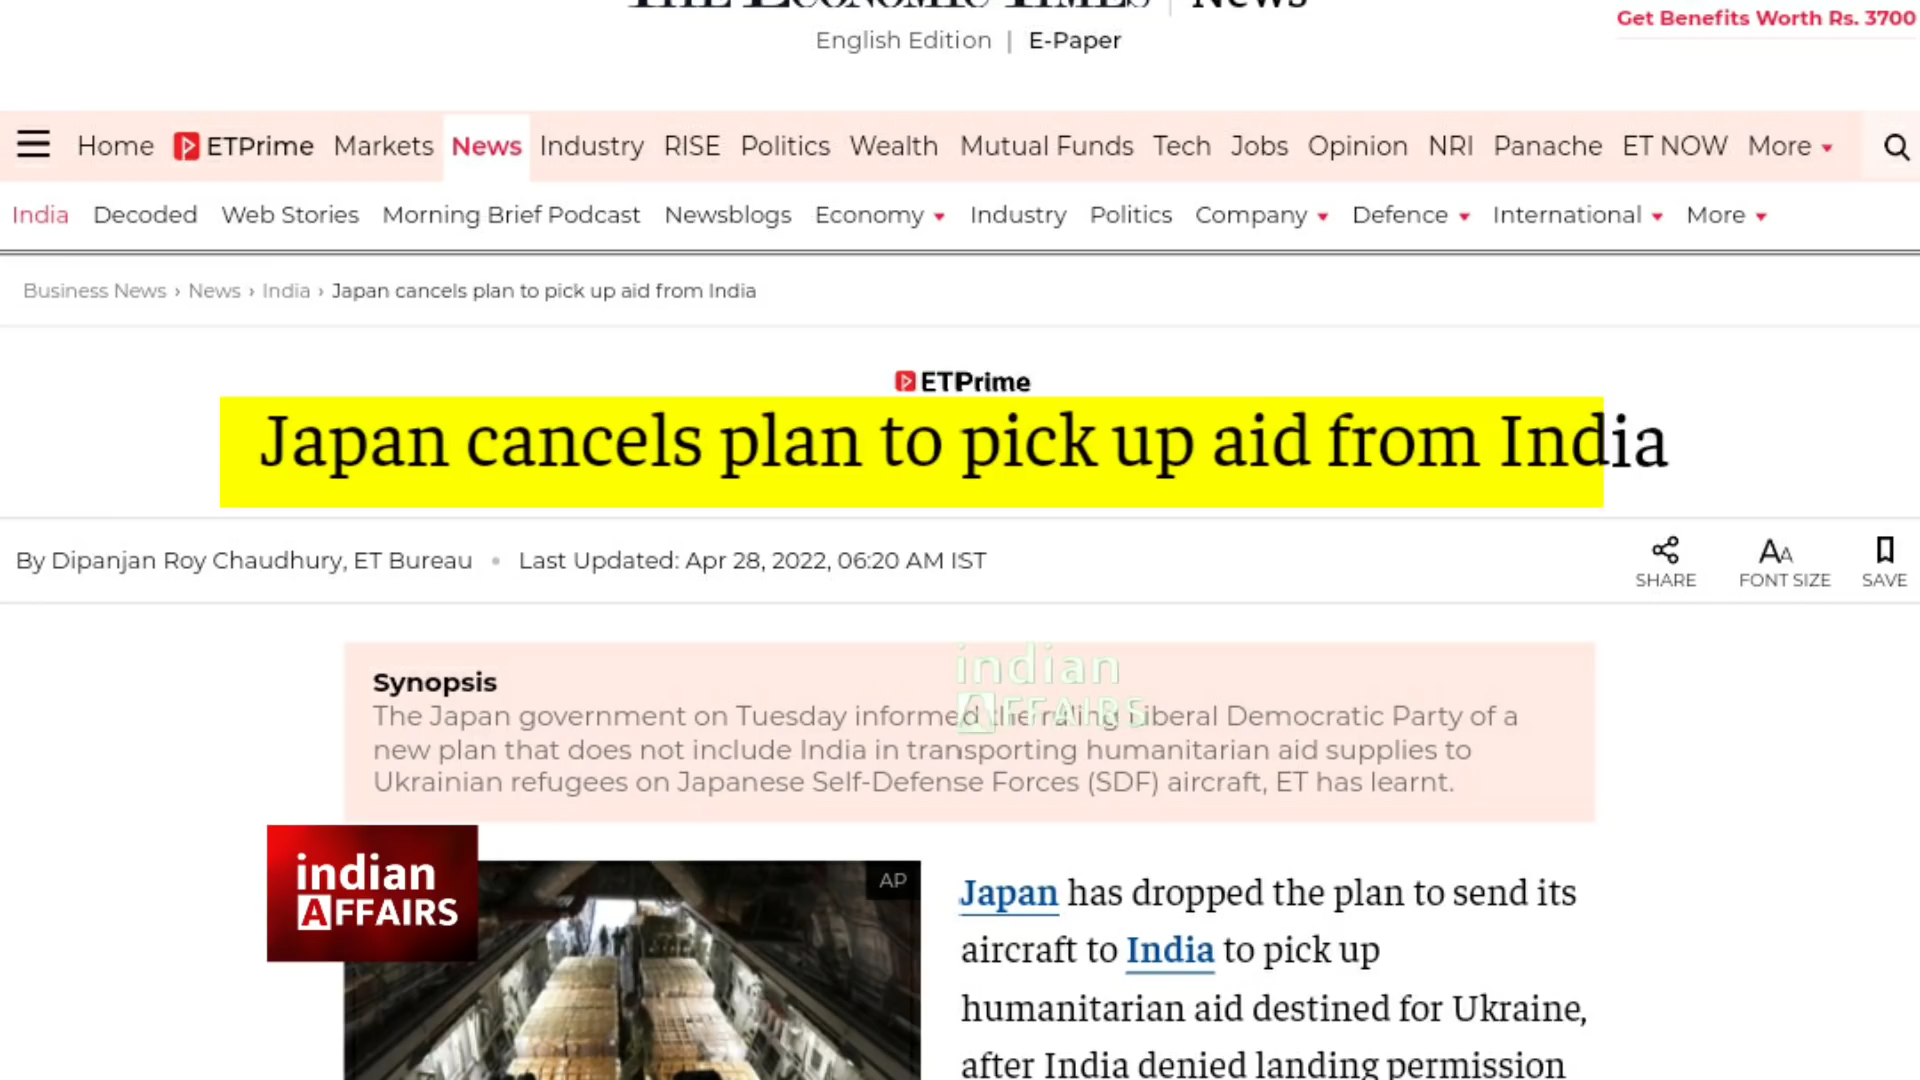 THE ECONOMIC TIMES | News
Get Benefits Worth Rs. 3700
English Edition | E-Paper
Home ETPrime Markets News Industry RISE Politics Wealth Mutual Funds Tech Jobs Opinion NRI Panache ET NOW More
India Decoded Web Stories Morning Brief Podcast Newsblogs Economy Industry Politics Company Defence International More
Business News › News › India › Japan cancels plan to pick up aid from India
ETPrime
Japan cancels plan to pick up aid from India
By Dipanjan Roy Chaudhury, ET Bureau • Last Updated: Apr 28, 2022, 06:20 AM IST
SHARE FONT SIZE SAVE
Synopsis
The Japan government on Tuesday informed the ruling Liberal Democratic Party of a
new plan that does not include India in transporting humanitarian aid supplies to
Ukrainian refugees on Japanese Self-Defense Forces (SDF) aircraft, ET has learnt.
indian
AFFAIRS
indian
AFFAIRS
AP
Japan has dropped the plan to send its
aircraft to India to pick up
humanitarian aid destined for Ukraine,
after India denied landing permission